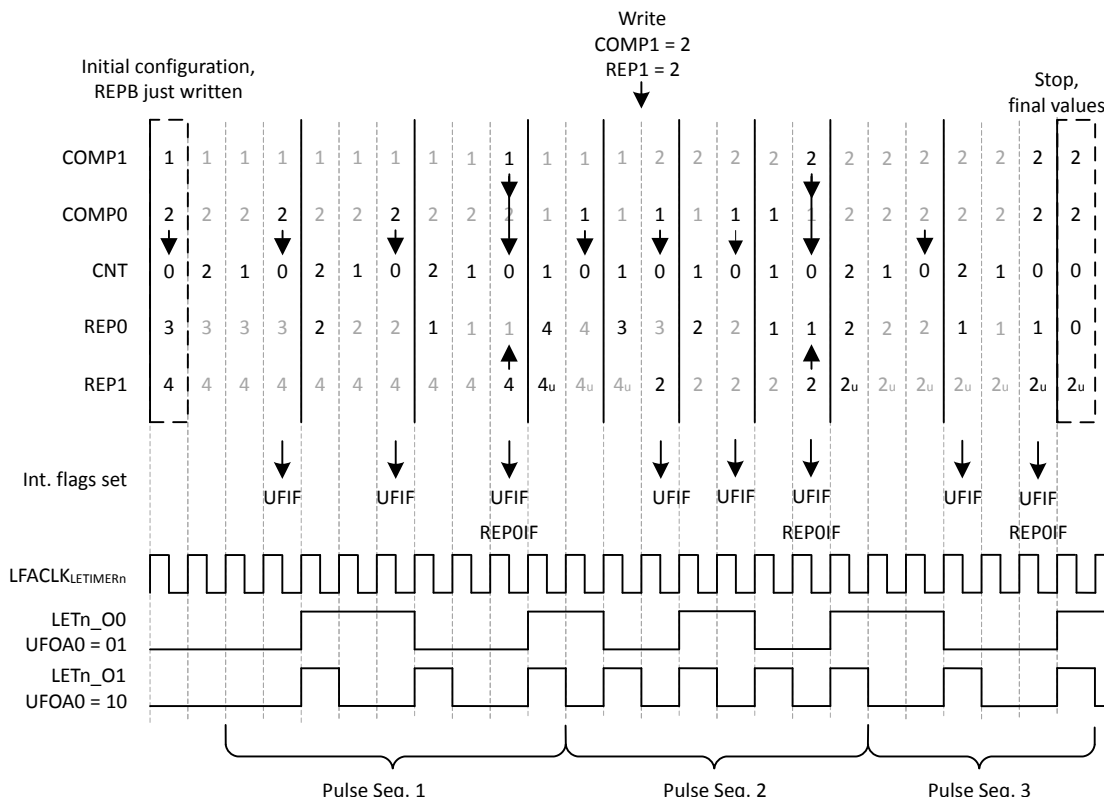 Write
COMP1 = 2
REP1 = 2
Initial configuration,
REPB just written
Stop,
final values
COMP1 1 1 1 1 1 1 1 1 1 1 1 1 1 2 2 2 2 2 2 2 2 2 2 2 2
COMP0 2 2 2 2 2 2 2 2 2 2 1 1 1 1 1 1 1 1 2 2 2 2 2 2 2
CNT 0 2 1 0 2 1 0 2 1 0 1 0 1 0 1 0 1 0 2 1 0 2 1 0 0
REP0 3 3 3 3 2 2 2 1 1 1 4 4 3 3 2 2 1 1 2 2 2 1 1 1 0
REP1 4 4 4 4 4 4 4 4 4 4 4u 4u 4u 2 2 2 2 2 2u 2u 2u 2u 2u 2u 2u
Int. flags set
UFIF UFIF UFIF UFIF UFIF UFIF UFIF UFIF
REP0IF REP0IF REP0IF
LFACLKLETIMERn
LETn_O0
UFOA0 = 01
LETn_O1
UFOA0 = 10
Pulse Seq. 1 Pulse Seq. 2 Pulse Seq. 3